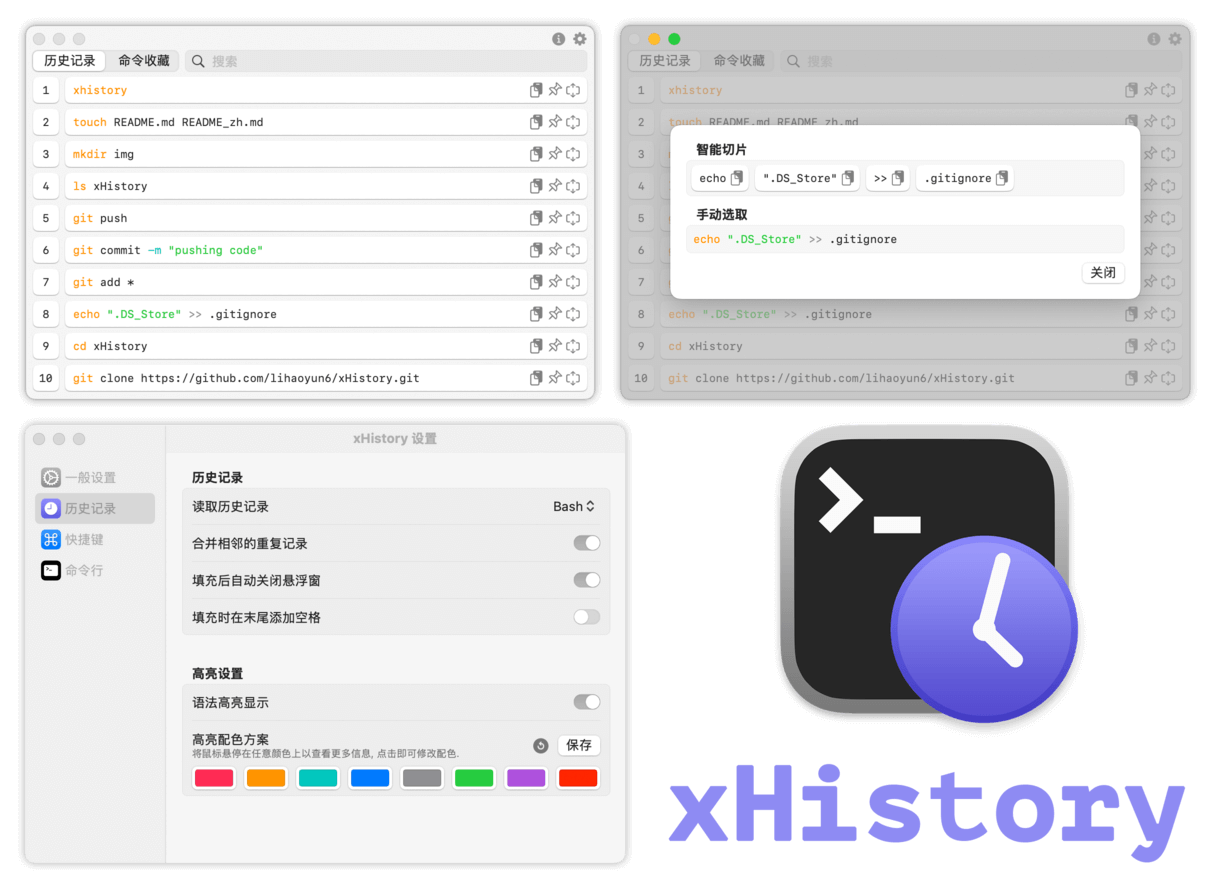 历史记录 命令收藏 搜索
1 xhistory
2 touch README.md README_zh.md
3 mkdir img
4 ls xHistory
5 git push
6 git commit -m "pushing code"
7 git add *
8 echo ".DS_Store" >> .gitignore
9 cd xHistory
10 git clone https://github.com/lihaoyun6/xHistory.git
历史记录 命令收藏 搜索
1 xhistory
2 touch README.md README_zh.md
3
智能切片
4 echo ".DS_Store" >> .gitignore
5
手动选取
6 echo ".DS_Store" >> .gitignore
7
关闭
8 echo ".DS_Store" >> .gitignore
9 cd xHistory
10 git clone https://github.com/lihaoyun6/xHistory.git
xHistory 设置
一般设置
历史记录
快捷键
命令行
历史记录
读取历史记录 Bash
合并相邻的重复记录
填充后自动关闭悬浮窗
填充时在末尾添加空格
高亮设置
语法高亮显示
高亮配色方案
将鼠标悬停在任意颜色上以查看更多信息, 点击即可修改配色.
保存
xHistory